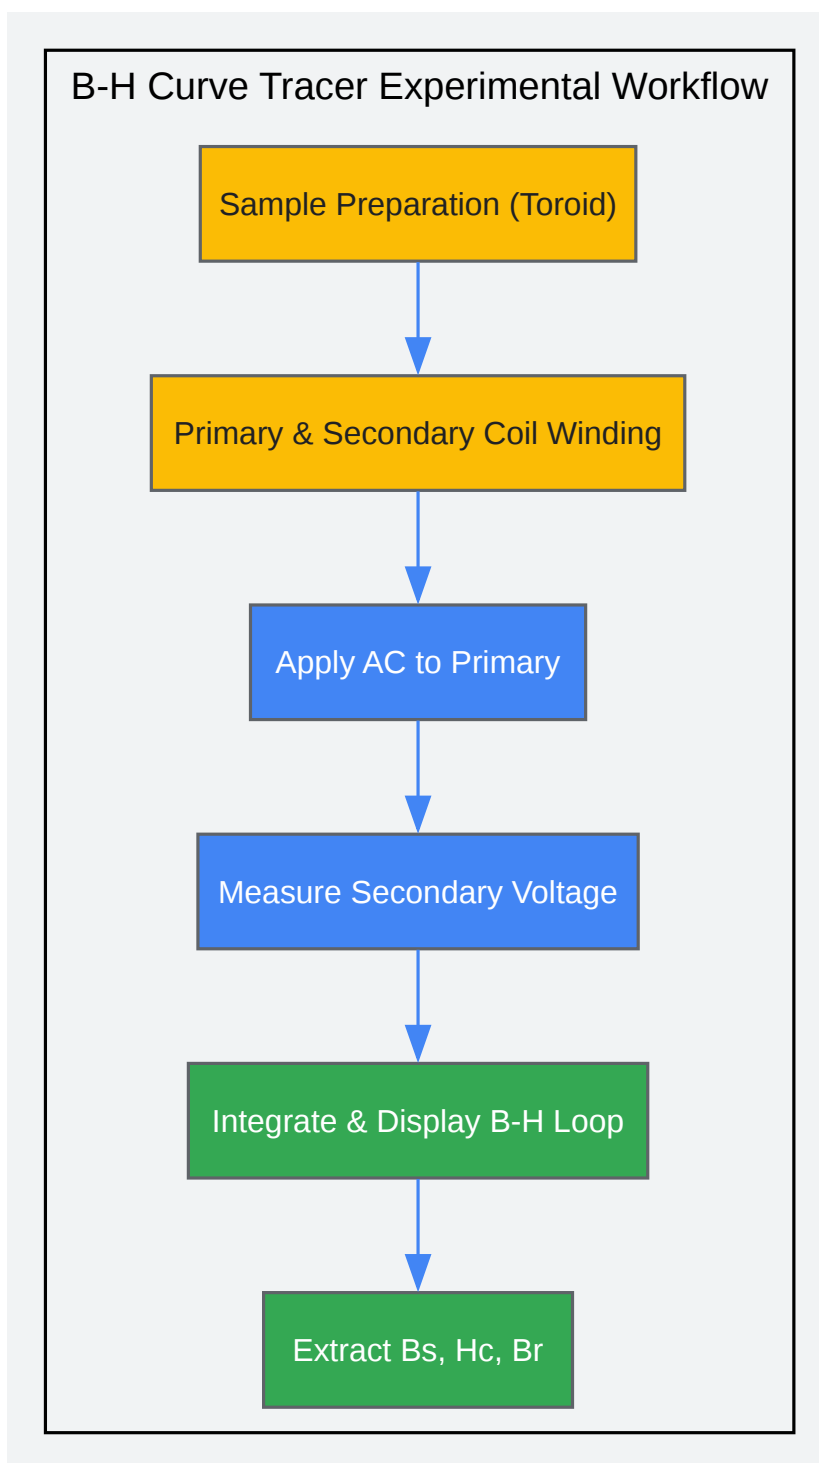 B-H Curve Tracer Experimental Workflow
Sample Preparation (Toroid)
Primary & Secondary Coil Winding
Apply AC to Primary
Measure Secondary Voltage
Integrate & Display B-H Loop
Extract Bs, Hc, Br